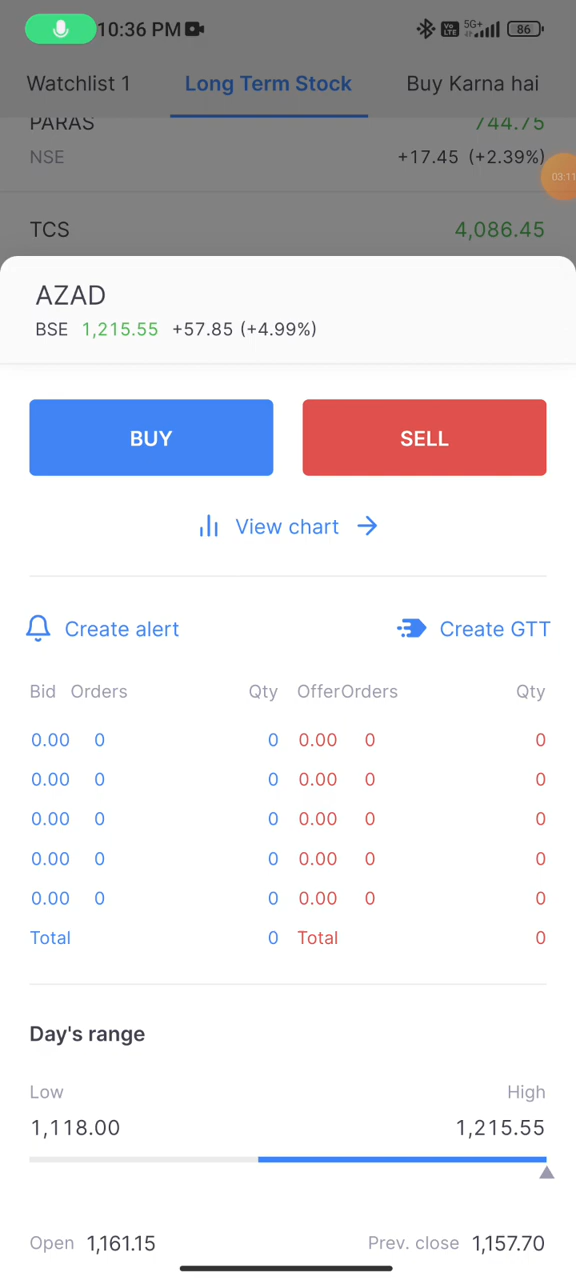 10:36 PM 5G+ 86
Watchlist 1 Long Term Stock Buy Karna hai
PARAS 744.75
NSE +17.45 (+2.39%)
03:11
TCS 4,086.45
AZAD
BSE 1,215.55 +57.85 (+4.99%)
BUY SELL
View chart
Create alert Create GTT
Bid Orders Qty Offer Orders Qty
0.00 0 0 0.00 0 0
0.00 0 0 0.00 0 0
0.00 0 0 0.00 0 0
0.00 0 0 0.00 0 0
0.00 0 0 0.00 0 0
Total 0 Total 0
Day's range
Low High
1,118.00 1,215.55
Open 1,161.15 Prev. close 1,157.70